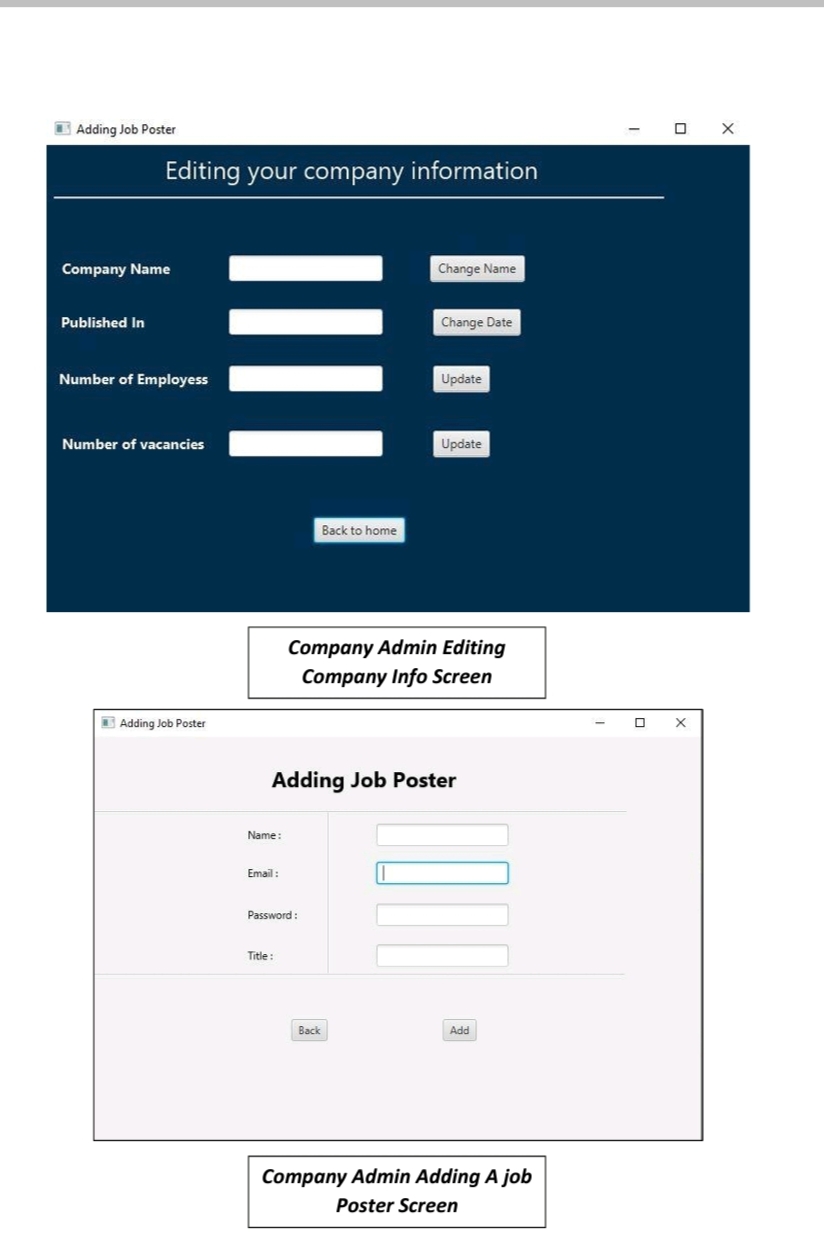 Adding Job Poster
Editing your company information
Company Name Change Name
Published In Change Date
Number of Employess Update
Number of vacancies Update
Back to home
Company Admin Editing
Company Info Screen
Adding Job Poster
Adding Job Poster
Name :
Email :
Password :
Title :
Back Add
Company Admin Adding A job
Poster Screen